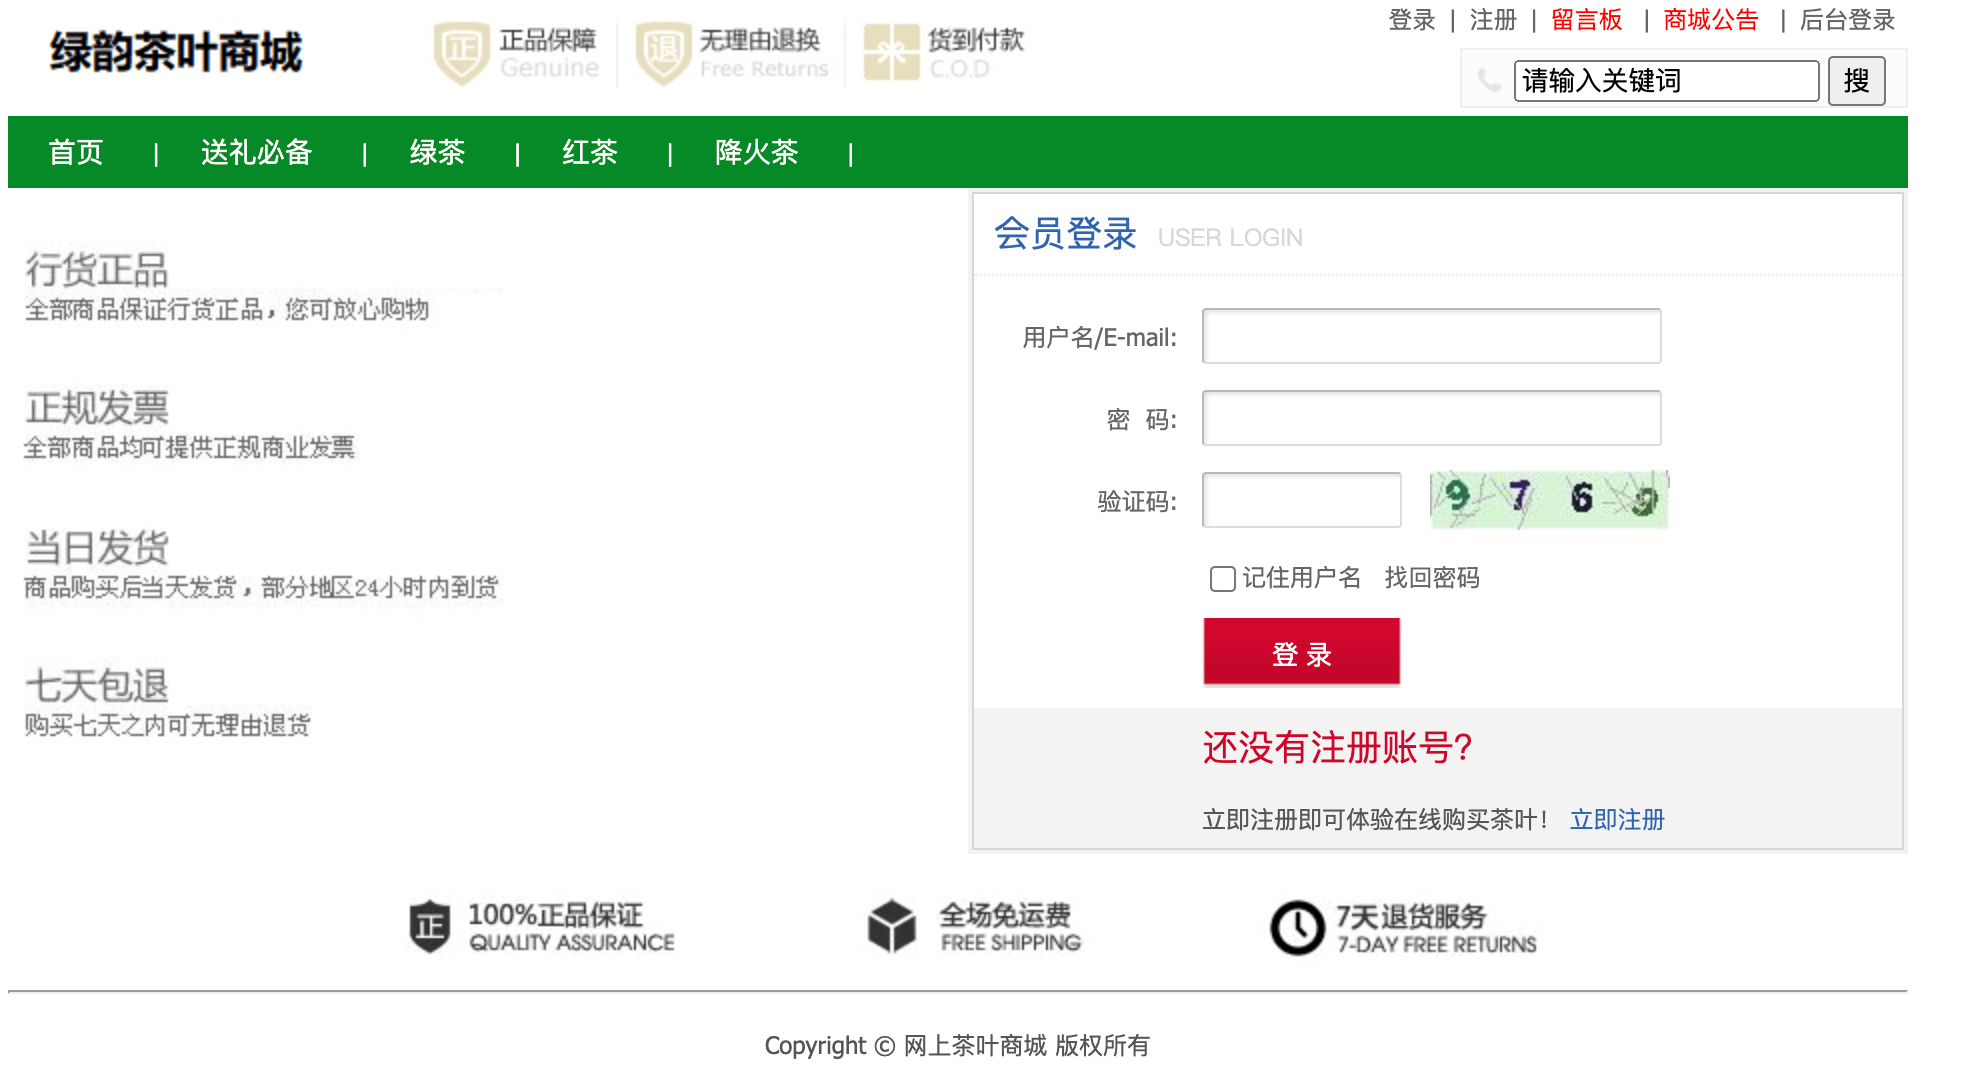 登录 | 注册 | 留言板 | 商城公告 | 后台登录
绿韵茶叶商城
正 正品保障
Genuine
退 无理由退换
Free Returns
货到付款
C.O.D
请输入关键词 搜
首页 | 送礼必备 | 绿茶 | 红茶 | 降火茶 |
行货正品
全部商品保证行货正品，您可放心购物
正规发票
全部商品均可提供正规商业发票
当日发货
商品购买后当天发货，部分地区24小时内到货
七天包退
购买七天之内可无理由退货
会员登录 USER LOGIN
用户名/E-mail:
密 码:
验证码: 9 7 6 9
记住用户名 找回密码
登 录
还没有注册账号?
立即注册即可体验在线购买茶叶! 立即注册
正 100%正品保证
QUALITY ASSURANCE
全场免运费
FREE SHIPPING
7天退货服务
7-DAY FREE RETURNS
Copyright © 网上茶叶商城 版权所有